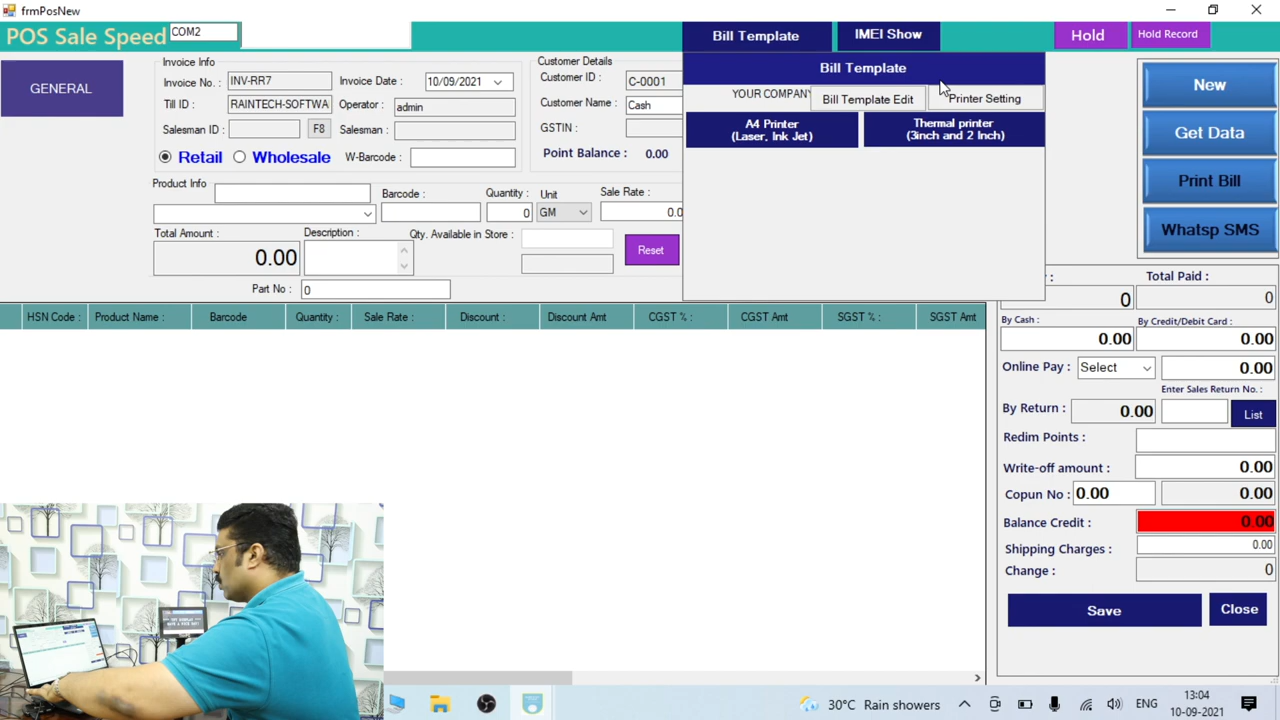 frmPosNew
POS Sale Speed
COM2
Bill Template
IMEI Show
Hold
Hold Record
GENERAL
Invoice Info
Invoice No. :
INV-RR7
Invoice Date :
10/09/2021
Till ID :
RAINTECH-SOFTWA
Operator :
admin
Salesman ID :
F8
Salesman :
Retail
Wholesale
W-Barcode :
Customer Details
Customer ID :
C-0001
Customer Name :
Cash
GSTIN :
Point Balance :
0.00
Bill Template
YOUR COMPANY
Bill Template Edit
Printer Setting
A4 Printer
(Laser, Ink Jet)
Thermal printer
(3inch and 2 Inch)
New
Get Data
Print Bill
Whatsp SMS
Product Info
Barcode :
Quantity :
0
Unit
GM
Sale Rate :
0.0
Total Amount :
0.00
Description :
Qty. Available in Store :
Reset
Part No :
0
HSN Code :
Product Name :
Barcode
Quantity :
Sale Rate :
Discount :
Discount Amt
CGST % :
CGST Amt
SGST % :
SGST Amt
Total Paid :
0
0
By Cash :
By Credit/Debit Card :
0.00
0.00
Online Pay :
Select
0.00
Enter Sales Return No. :
By Return :
0.00
List
Redim Points :
Write-off amount :
0.00
Copun No :
0.00
0.00
Balance Credit :
0.00
Shipping Charges :
0.00
Change :
0
Save
Close
30°C Rain showers
ENG
13:04
10-09-2021